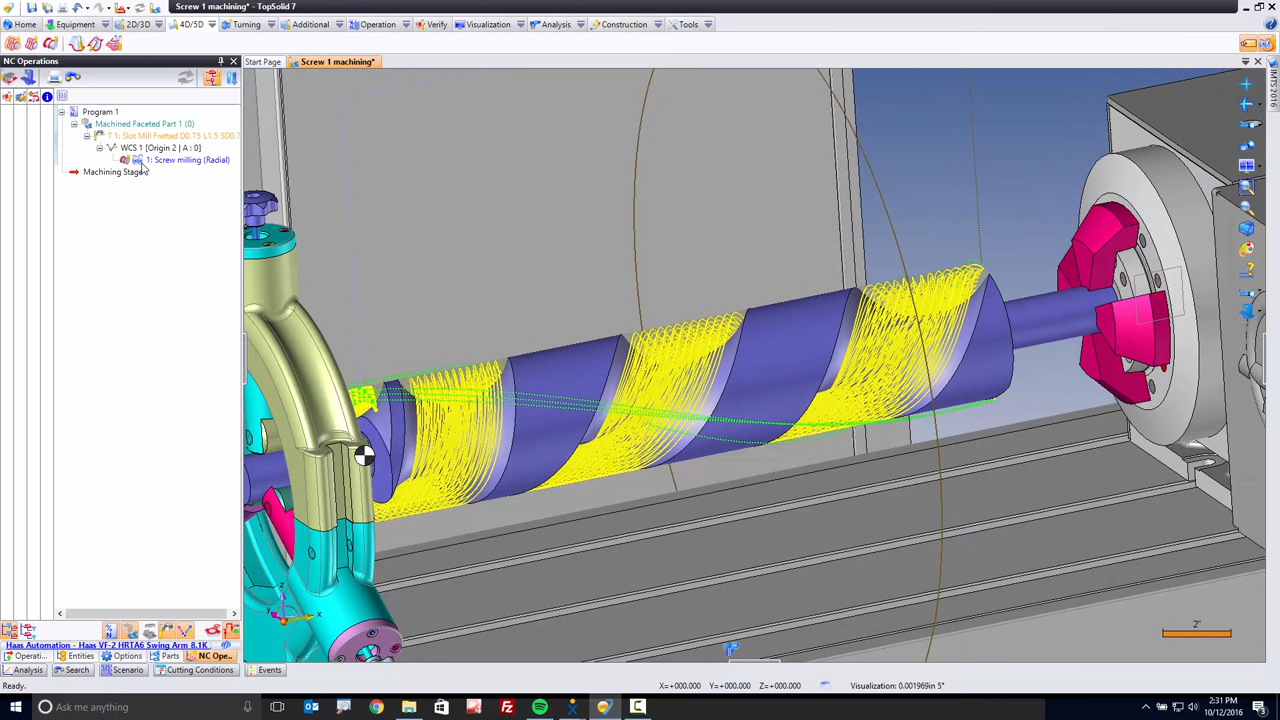 Screw 1 machining* - TopSolid 7
Home Equipment 2D/3D 4D/5D Turning Additional Operation Verify Visualization Analysis Construction Tools
NC Operations
Start Page Screw 1 machining*
IMTS2016
Program 1
Machined Faceted Part 1 (0)
T 1: Slot Mill Fretted D0.75 L1.5 SD0.7
WCS 1 [Origin 2 | A : 0]
1: Screw milling (Radial)
Machining Stage
z
y x
2"
Haas Automation - Haas VF-2 HRTA6 Swing Arm 8.1K
Operati... Entities Options Parts NC Ope...
Analysis Search Scenario Cutting Conditions Events
Ready. X=+000.000 Y=+000.000 Z=+000.000 Visualization: 0.001969in 5°
Ask me anything
2:31 PM
10/12/2016